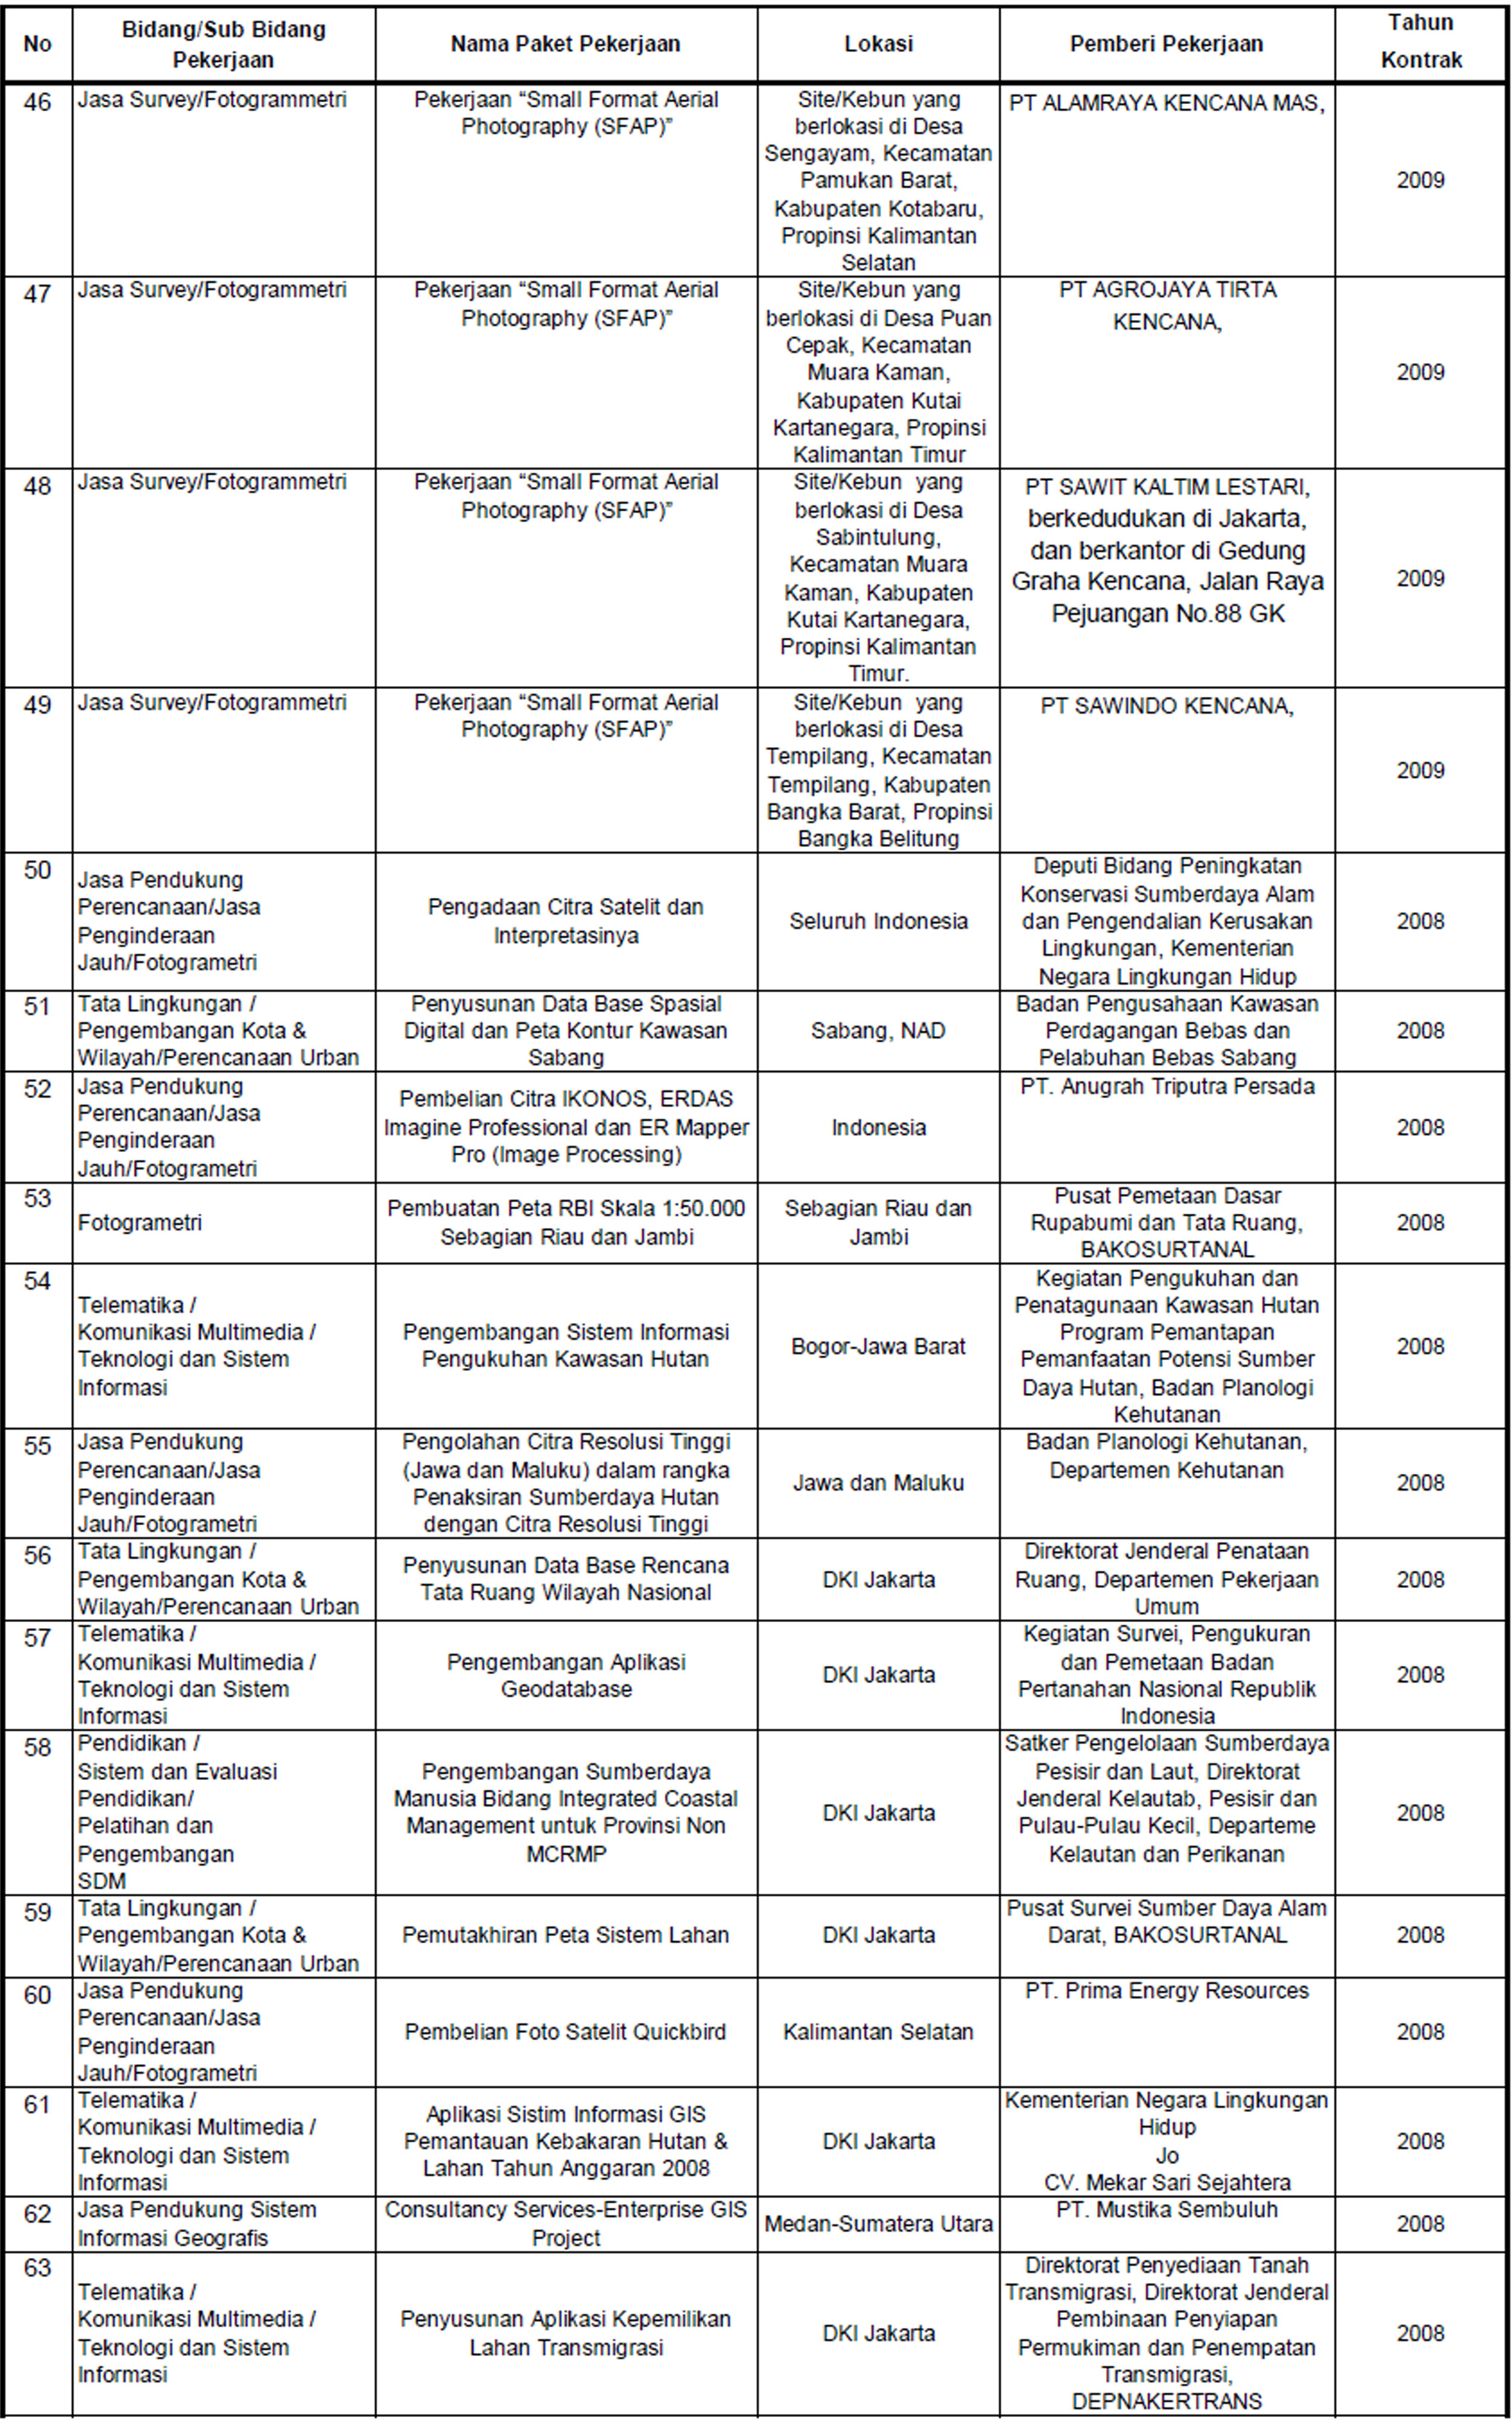 No
Bidang/Sub Bidang
Pekerjaan
Nama Paket Pekerjaan
Lokasi
Pemberi Pekerjaan
Tahun
Kontrak
46
Jasa Survey/Fotogrammetri
Pekerjaan “Small Format Aerial
Photography (SFAP)”
Site/Kebun yang
berlokasi di Desa
Sengayam, Kecamatan
Pamukan Barat,
Kabupaten Kotabaru,
Propinsi Kalimantan
Selatan
PT ALAMRAYA KENCANA MAS,
2009
47
Jasa Survey/Fotogrammetri
Pekerjaan “Small Format Aerial
Photography (SFAP)”
Site/Kebun yang
berlokasi di Desa Puan
Cepak, Kecamatan
Muara Kaman,
Kabupaten Kutai
Kartanegara, Propinsi
Kalimantan Timur
PT AGROJAYA TIRTA
KENCANA,
2009
48
Jasa Survey/Fotogrammetri
Pekerjaan “Small Format Aerial
Photography (SFAP)”
Site/Kebun yang
berlokasi di Desa
Sabintulung,
Kecamatan Muara
Kaman, Kabupaten
Kutai Kartanegara,
Propinsi Kalimantan
Timur.
PT SAWIT KALTIM LESTARI,
berkedudukan di Jakarta,
dan berkantor di Gedung
Graha Kencana, Jalan Raya
Pejuangan No.88 GK
2009
49
Jasa Survey/Fotogrammetri
Pekerjaan “Small Format Aerial
Photography (SFAP)”
Site/Kebun yang
berlokasi di Desa
Tempilang, Kecamatan
Tempilang, Kabupaten
Bangka Barat, Propinsi
Bangka Belitung
PT SAWINDO KENCANA,
2009
50
Jasa Pendukung
Perencanaan/Jasa
Penginderaan
Jauh/Fotogrametri
Pengadaan Citra Satelit dan
Interpretasinya
Seluruh Indonesia
Deputi Bidang Peningkatan
Konservasi Sumberdaya Alam
dan Pengendalian Kerusakan
Lingkungan, Kementerian
Negara Lingkungan Hidup
2008
51
Tata Lingkungan /
Pengembangan Kota &
Wilayah/Perencanaan Urban
Penyusunan Data Base Spasial
Digital dan Peta Kontur Kawasan
Sabang
Sabang, NAD
Badan Pengusahaan Kawasan
Perdagangan Bebas dan
Pelabuhan Bebas Sabang
2008
52
Jasa Pendukung
Perencanaan/Jasa
Penginderaan
Jauh/Fotogrametri
Pembelian Citra IKONOS, ERDAS
Imagine Professional dan ER Mapper
Pro (Image Processing)
Indonesia
PT. Anugrah Triputra Persada
2008
53
Fotogrametri
Pembuatan Peta RBI Skala 1:50.000
Sebagian Riau dan Jambi
Sebagian Riau dan
Jambi
Pusat Pemetaan Dasar
Rupabumi dan Tata Ruang,
BAKOSURTANAL
2008
54
Telematika /
Komunikasi Multimedia /
Teknologi dan Sistem
Informasi
Pengembangan Sistem Informasi
Pengukuhan Kawasan Hutan
Bogor-Jawa Barat
Kegiatan Pengukuhan dan
Penatagunaan Kawasan Hutan
Program Pemantapan
Pemanfaatan Potensi Sumber
Daya Hutan, Badan Planologi
Kehutanan
2008
55
Jasa Pendukung
Perencanaan/Jasa
Penginderaan
Jauh/Fotogrametri
Pengolahan Citra Resolusi Tinggi
(Jawa dan Maluku) dalam rangka
Penaksiran Sumberdaya Hutan
dengan Citra Resolusi Tinggi
Jawa dan Maluku
Badan Planologi Kehutanan,
Departemen Kehutanan
2008
56
Tata Lingkungan /
Pengembangan Kota &
Wilayah/Perencanaan Urban
Penyusunan Data Base Rencana
Tata Ruang Wilayah Nasional
DKI Jakarta
Direktorat Jenderal Penataan
Ruang, Departemen Pekerjaan
Umum
2008
57
Telematika /
Komunikasi Multimedia /
Teknologi dan Sistem
Informasi
Pengembangan Aplikasi
Geodatabase
DKI Jakarta
Kegiatan Survei, Pengukuran
dan Pemetaan Badan
Pertanahan Nasional Republik
Indonesia
2008
58
Pendidikan /
Sistem dan Evaluasi
Pendidikan/
Pelatihan dan
Pengembangan
SDM
Pengembangan Sumberdaya
Manusia Bidang Integrated Coastal
Management untuk Provinsi Non
MCRMP
DKI Jakarta
Satker Pengelolaan Sumberdaya
Pesisir dan Laut, Direktorat
Jenderal Kelautab, Pesisir dan
Pulau-Pulau Kecil, Departeme
Kelautan dan Perikanan
2008
59
Tata Lingkungan /
Pengembangan Kota &
Wilayah/Perencanaan Urban
Pemutakhiran Peta Sistem Lahan
DKI Jakarta
Pusat Survei Sumber Daya Alam
Darat, BAKOSURTANAL
2008
60
Jasa Pendukung
Perencanaan/Jasa
Penginderaan
Jauh/Fotogrametri
Pembelian Foto Satelit Quickbird
Kalimantan Selatan
PT. Prima Energy Resources
2008
61
Telematika /
Komunikasi Multimedia /
Teknologi dan Sistem
Informasi
Aplikasi Sistim Informasi GIS
Pemantauan Kebakaran Hutan &
Lahan Tahun Anggaran 2008
DKI Jakarta
Kementerian Negara Lingkungan
Hidup
Jo
CV. Mekar Sari Sejahtera
2008
62
Jasa Pendukung Sistem
Informasi Geografis
Consultancy Services-Enterprise GIS
Project
Medan-Sumatera Utara
PT. Mustika Sembuluh
2008
63
Telematika /
Komunikasi Multimedia /
Teknologi dan Sistem
Informasi
Penyusunan Aplikasi Kepemilikan
Lahan Transmigrasi
DKI Jakarta
Direktorat Penyediaan Tanah
Transmigrasi, Direktorat Jenderal
Pembinaan Penyiapan
Permukiman dan Penempatan
Transmigrasi,
DEPNAKERTRANS
2008